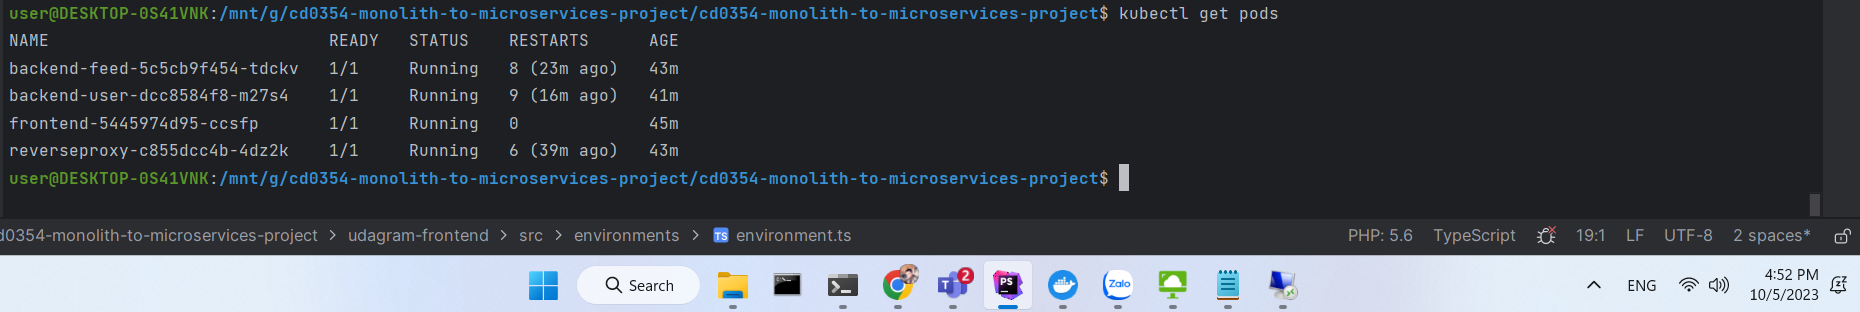 user@DESKTOP-0S41VNK:/mnt/g/cd0354-monolith-to-microservices-project/cd0354-monolith-to-microservices-project$ kubectl get pods
NAME READY STATUS RESTARTS AGE
backend-feed-5c5cb9f454-tdckv 1/1 Running 8 (23m ago) 43m
backend-user-dcc8584f8-m27s4 1/1 Running 9 (16m ago) 41m
frontend-5445974d95-ccsfp 1/1 Running 0 45m
reverseproxy-c855dcc4b-4dz2k 1/1 Running 6 (39m ago) 43m
user@DESKTOP-0S41VNK:/mnt/g/cd0354-monolith-to-microservices-project/cd0354-monolith-to-microservices-project$
d0354-monolith-to-microservices-project > udagram-frontend > src > environments > TS environment.ts PHP: 5.6 TypeScript 19:1 LF UTF-8 2 spaces*
Search T 2 PS Zalo ENG 4:52 PM
10/5/2023